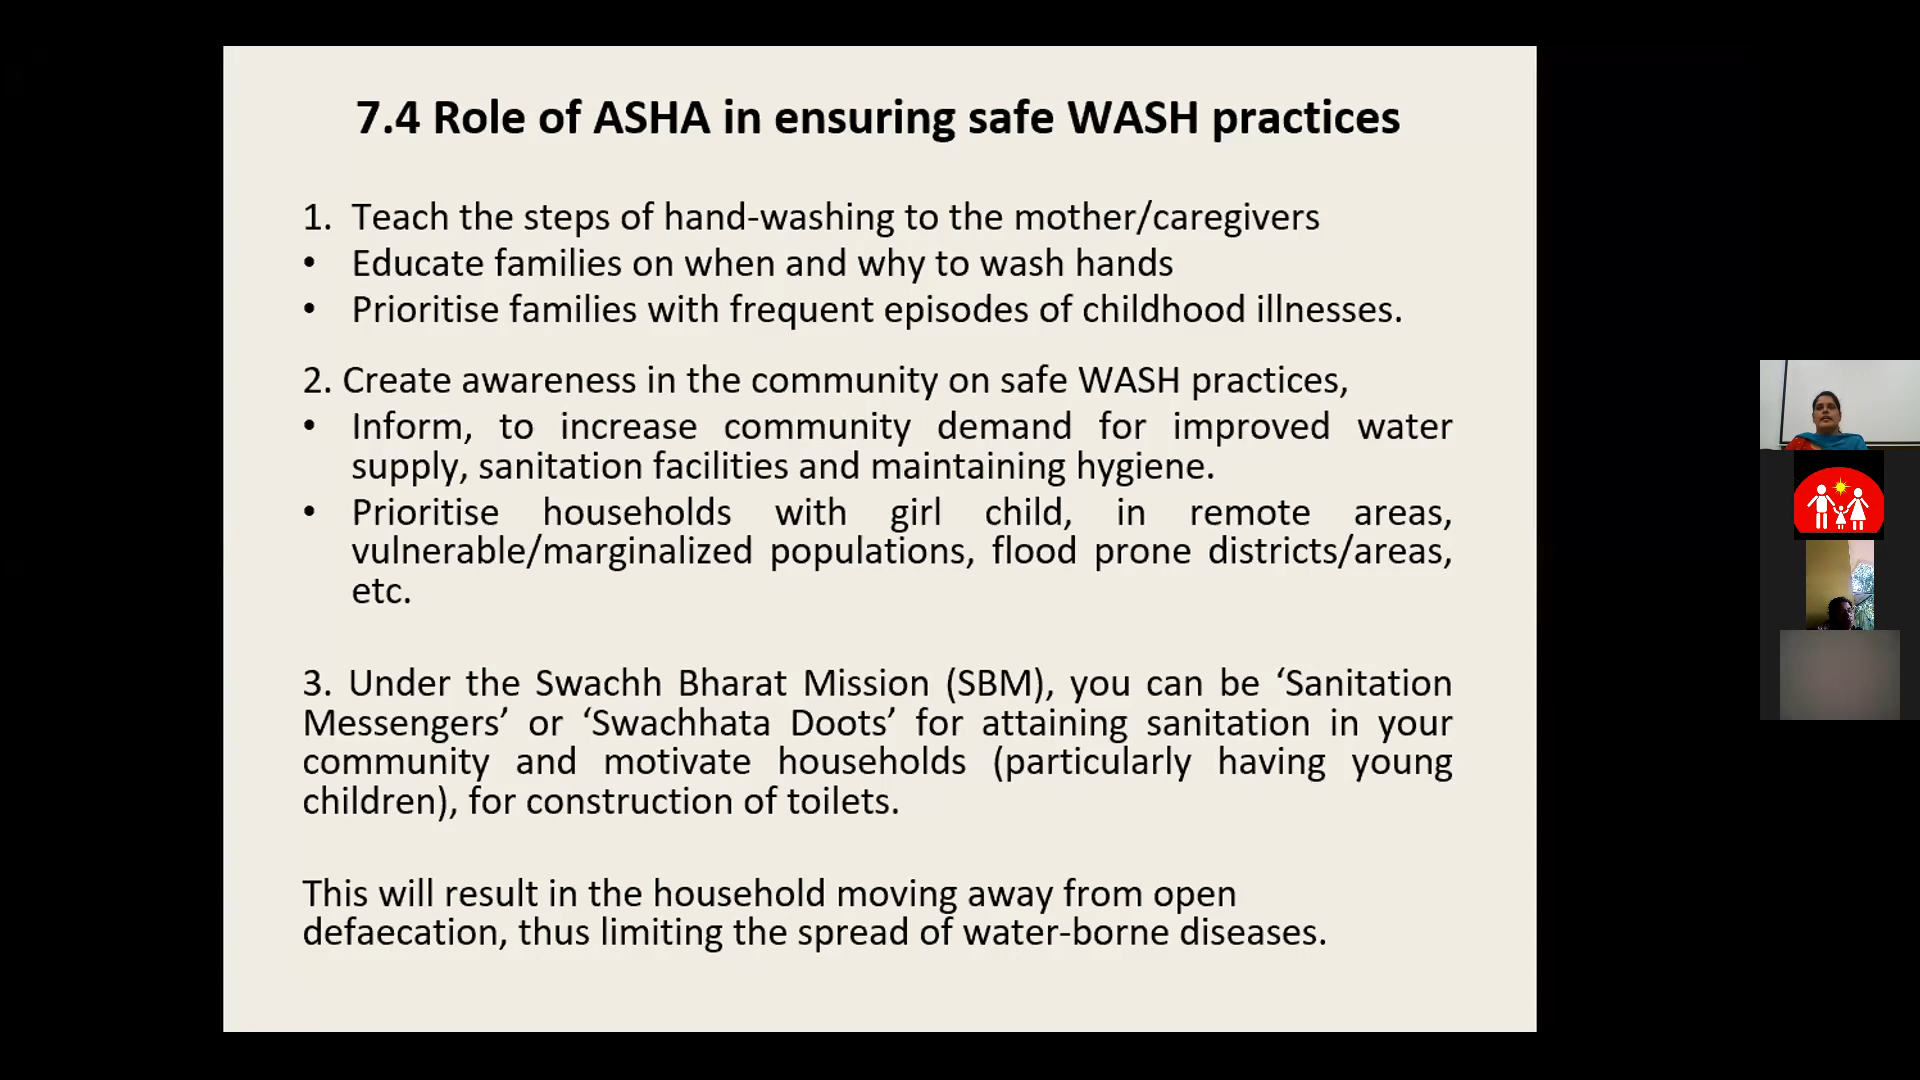 7.4 Role of ASHA in ensuring safe WASH practices
1. Teach the steps of hand-washing to the mother/caregivers
• Educate families on when and why to wash hands
• Prioritise families with frequent episodes of childhood illnesses.
2. Create awareness in the community on safe WASH practices,
• Inform, to increase community demand for improved water
supply, sanitation facilities and maintaining hygiene.
• Prioritise households with girl child, in remote areas,
vulnerable/marginalized populations, flood prone districts/areas,
etc.
3. Under the Swachh Bharat Mission (SBM), you can be ‘Sanitation
Messengers’ or ‘Swachhata Doots’ for attaining sanitation in your
community and motivate households (particularly having young
children), for construction of toilets.
This will result in the household moving away from open
defaecation, thus limiting the spread of water-borne diseases.